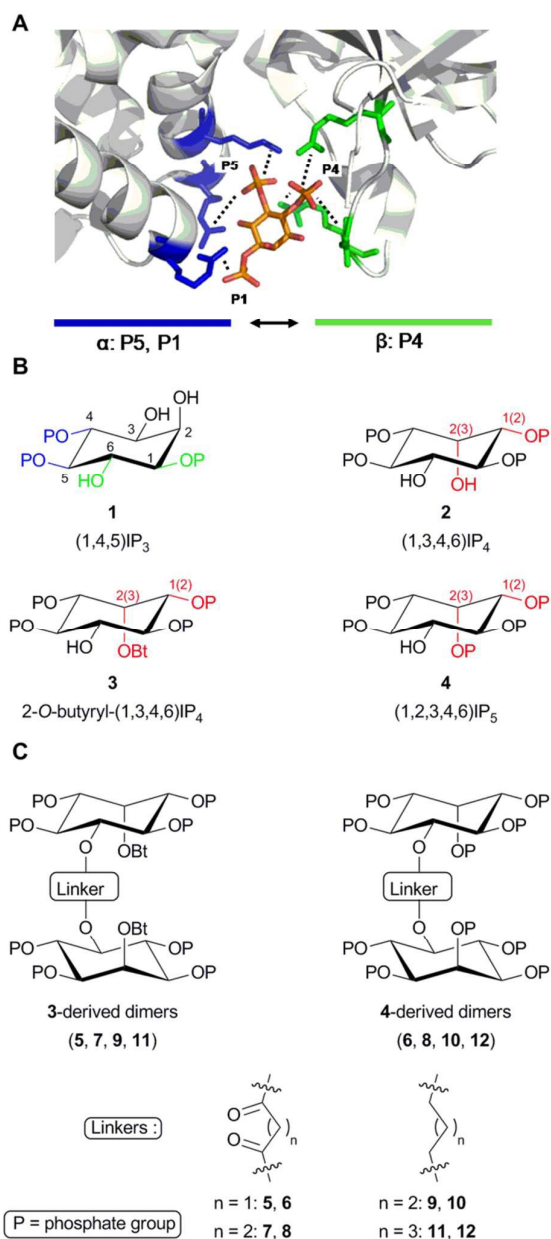 A
P5
P4
P1
α: P5, P1
β: P4
B
OH
4
3
OH
2
PO
PO
6
OP
5
HO
1
1
(1,4,5)IP₃
1(2)
PO
2(3)
OP
PO
OP
HO
OH
2
(1,3,4,6)IP₄
1(2)
PO
2(3)
OP
PO
OP
HO
OBt
3
2-O-butyryl-(1,3,4,6)IP₄
1(2)
PO
2(3)
OP
PO
OP
HO
OP
4
(1,2,3,4,6)IP₅
C
PO
OP
PO
OP
O
OBt
Linker
O
OBt
PO
OP
PO
OP
3-derived dimers
(5, 7, 9, 11)
PO
OP
PO
OP
O
OP
Linker
O
OP
PO
OP
PO
OP
4-derived dimers
(6, 8, 10, 12)
Linkers :
O
O
n
n
n = 1: 5, 6
n = 2: 9, 10
P = phosphate group
n = 2: 7, 8
n = 3: 11, 12